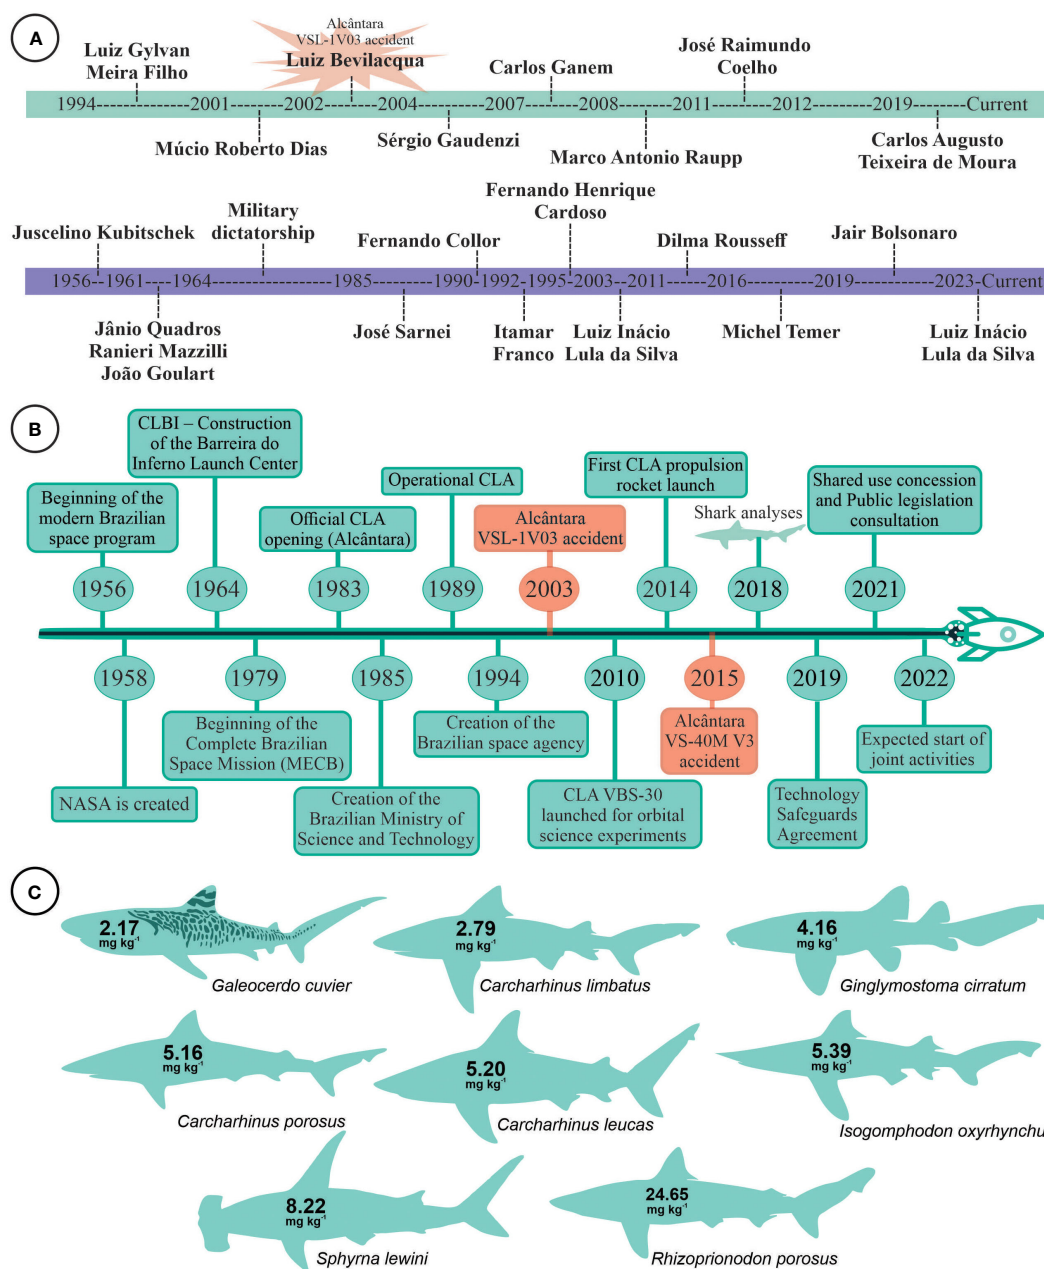 A
Alcântara
VSL-1V03 accident
Luiz Gylvan
Meira Filho
Luiz Bevilacqua
Carlos Ganem
José Raimundo
Coelho
1994-----------------2001----------2002---------2004------------2007---------2008----------2011-----------2012-----------2019-------Current
Múcio Roberto Dias
Sérgio Gaudenzi
Marco Antonio Raupp
Carlos Augusto
Teixeira de Moura
Juscelino Kubitschek
Military
dictatorship
Fernando Collor
Fernando Henrique
Cardoso
Dilma Rousseff
Jair Bolsonaro
1956--1961----1964----------------------1985-----------1990-1992--1995-2003--2011-------2016------------2019--------------2023-Current
Jânio Quadros
Ranieri Mazzilli
João Goulart
José Sarnei
Itamar
Franco
Luiz Inácio
Lula da Silva
Michel Temer
Luiz Inácio
Lula da Silva
B
Beginning of the
modern Brazilian
space program
CLBI – Construction
of the Barreira do
Inferno Launch Center
Official CLA
opening (Alcântara)
Operational CLA
Alcântara
VSL-1V03 accident
First CLA propulsion
rocket launch
Shark analyses
Shared use concession
and Public legislation
consultation
1956
1964
1983
1989
2003
2014
2018
2021
1958
1979
1985
1994
2010
2015
2019
2022
NASA is created
Beginning of the
Complete Brazilian
Space Mission (MECB)
Creation of the
Brazilian Ministry of
Science and Technology
Creation of the
Brazilian space agency
CLA VBS-30
launched for orbital
science experiments
Alcântara
VS-40M V3
accident
Technology
Safeguards
Agreement
Expected start of
joint activities
C
2.17
mg kg⁻¹
Galeocerdo cuvier
2.79
mg kg⁻¹
Carcharhinus limbatus
4.16
mg kg⁻¹
Ginglymostoma cirratum
5.16
mg kg⁻¹
Carcharhinus porosus
5.20
mg kg⁻¹
Carcharhinus leucas
5.39
mg kg⁻¹
Isogomphodon oxyrhynchu
8.22
mg kg⁻¹
Sphyrna lewini
24.65
mg kg⁻¹
Rhizoprionodon porosus